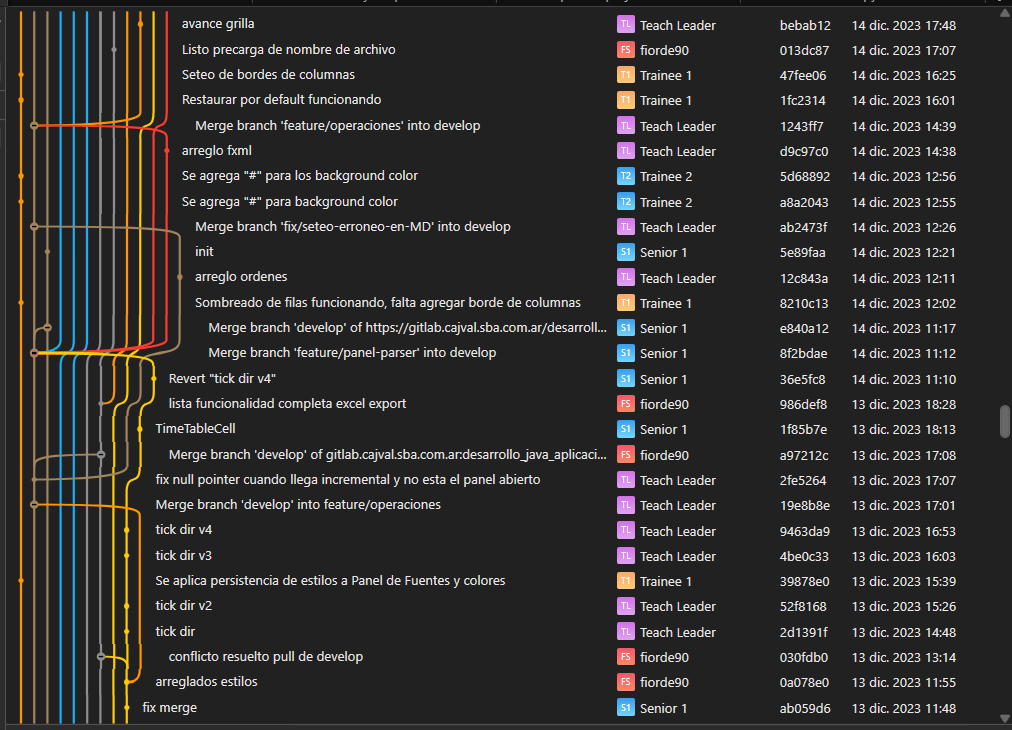 avance grilla TL Teach Leader bebab12 14 dic. 2023 17:48
Listo precarga de nombre de archivo FS fiorde90 013dc87 14 dic. 2023 17:07
Seteo de bordes de columnas T1 Trainee 1 47fee06 14 dic. 2023 16:25
Restaurar por default funcionando T1 Trainee 1 1fc2314 14 dic. 2023 16:01
Merge branch 'feature/operaciones' into develop TL Teach Leader 1243ff7 14 dic. 2023 14:39
arreglo fxml TL Teach Leader d9c97c0 14 dic. 2023 14:38
Se agrega "#" para los background color T2 Trainee 2 5d68892 14 dic. 2023 12:56
Se agrega "#" para background color T2 Trainee 2 a8a2043 14 dic. 2023 12:55
Merge branch 'fix/seteo-erroneo-en-MD' into develop TL Teach Leader ab2473f 14 dic. 2023 12:26
init S1 Senior 1 5e89faa 14 dic. 2023 12:21
arreglo ordenes TL Teach Leader 12c843a 14 dic. 2023 12:11
Sombreado de filas funcionando, falta agregar borde de columnas T1 Trainee 1 8210c13 14 dic. 2023 12:02
Merge branch 'develop' of https://gitlab.cajval.sba.com.ar/desarroll... S1 Senior 1 e840a12 14 dic. 2023 11:17
Merge branch 'feature/panel-parser' into develop S1 Senior 1 8f2bdae 14 dic. 2023 11:12
Revert "tick dir v4" S1 Senior 1 36e5fc8 14 dic. 2023 11:10
lista funcionalidad completa excel export FS fiorde90 986def8 13 dic. 2023 18:28
TimeTableCell S1 Senior 1 1f85b7e 13 dic. 2023 18:13
Merge branch 'develop' of gitlab.cajval.sba.com.ar:desarrollo_java_aplicaci... FS fiorde90 a97212c 13 dic. 2023 17:08
fix null pointer cuando llega incremental y no esta el panel abierto TL Teach Leader 2fe5264 13 dic. 2023 17:07
Merge branch 'develop' into feature/operaciones TL Teach Leader 19e8b8e 13 dic. 2023 17:01
tick dir v4 TL Teach Leader 9463da9 13 dic. 2023 16:53
tick dir v3 TL Teach Leader 4be0c33 13 dic. 2023 16:03
Se aplica persistencia de estilos a Panel de Fuentes y colores T1 Trainee 1 39878e0 13 dic. 2023 15:39
tick dir v2 TL Teach Leader 52f8168 13 dic. 2023 15:26
tick dir TL Teach Leader 2d1391f 13 dic. 2023 14:48
conflicto resuelto pull de develop FS fiorde90 030fdb0 13 dic. 2023 13:14
arreglados estilos FS fiorde90 0a078e0 13 dic. 2023 11:55
fix merge S1 Senior 1 ab059d6 13 dic. 2023 11:48